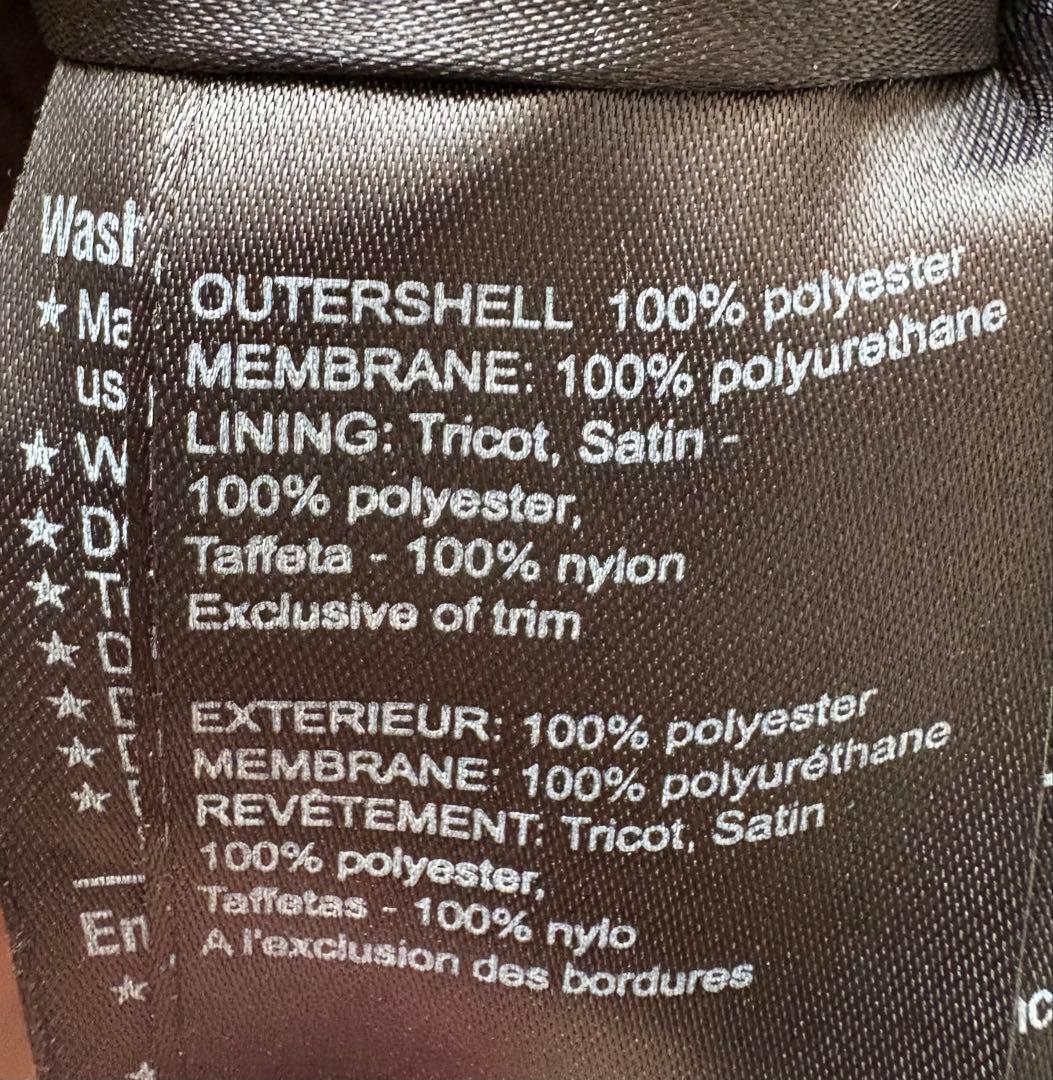 OUTERSHELL 100% polyester
MEMBRANE: 100% polyurethane
LINING: Tricot, Satin -
100% polyester,
Taffeta - 100% nylon
Exclusive of trim
EXTERIEUR: 100% polyester
MEMBRANE: 100% polyuréthane
REVÊTEMENT: Tricot, Satin
100% polyester,
Taffetas - 100% nylo
A l'exclusion des bordures